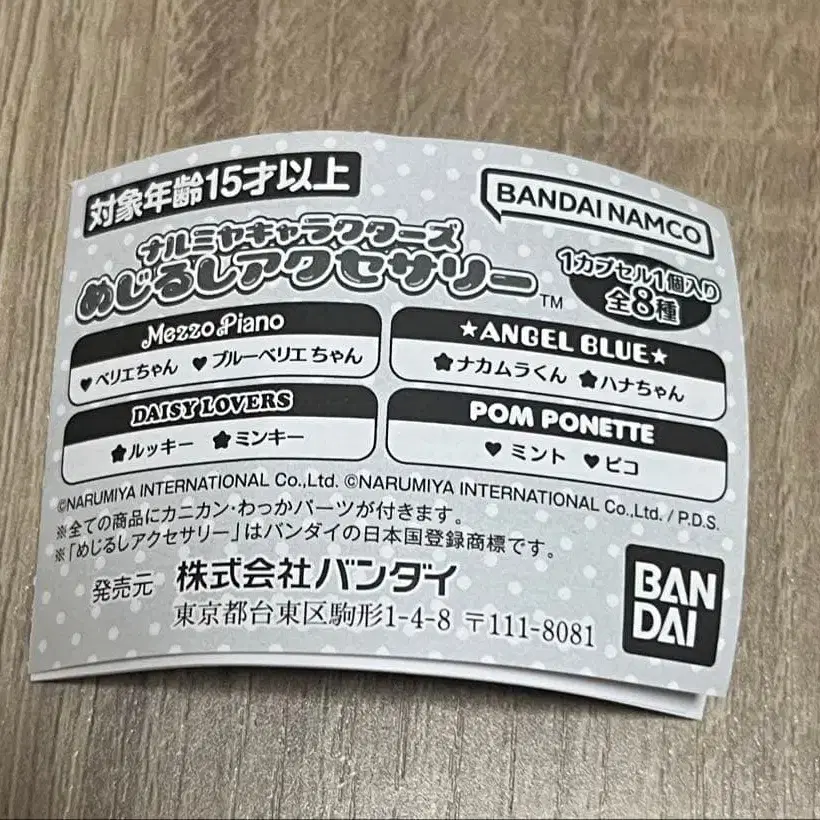 対象年齢15才以上
BANDAI NAMCO
ナルミヤキャラクターズ
めじるしアクセサリー™
1カプセル1個入り
全8種
Mezzo Piano
♥ベリエちゃん ♥ブルーベリエちゃん
★ANGEL BLUE★
★ナカムラくん ★ハナちゃん
DAISY LOVERS
★ルッキー ★ミンキー
POM PONETTE
♥ミント ♥ピコ
©NARUMIYA INTERNATIONAL Co.,Ltd. ©NARUMIYA INTERNATIONAL Co.,Ltd. / P.D.S.
※全ての商品にカニカン・わっかパーツが付きます。
※「めじるしアクセサリー」はバンダイの日本国登録商標です。
発売元 株式会社バンダイ
東京都台東区駒形1-4-8 〒111-8081
BAN
DAI